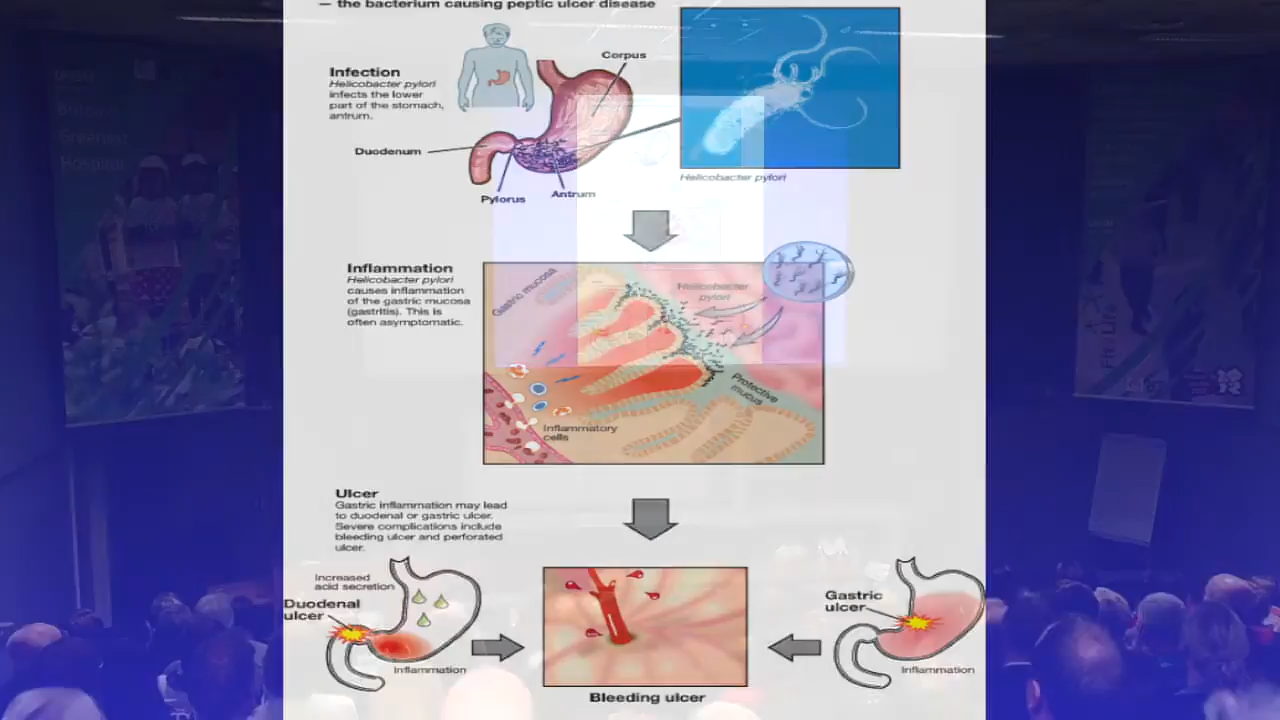 — the bacterium causing peptic ulcer disease
Corpus
Infection
Helicobacter pylori
infects the lower
part of the stomach,
antrum.
Duodenum
Pylorus
Antrum
Helicobacter pylori
Inflammation
Helicobacter pylori
causes inflammation
of the gastric mucosa
(gastritis). This is
often asymptomatic.
Gastric mucosa
Helicobacter
pylori
Protective
mucus
Inflammatory
cells
Ulcer
Gastric inflammation may lead
to duodenal or gastric ulcer.
Severe complications include
bleeding ulcer and perforated
ulcer.
Increased
acid secretion
Duodenal
ulcer
Inflammation
Bleeding ulcer
Gastric
ulcer
Inflammation
Greened
Hospital